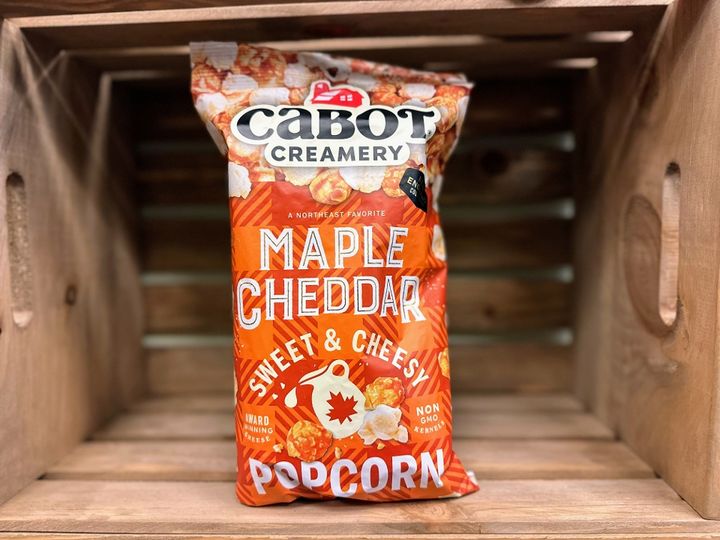 CABOT
CREAMERY
A NORTHEAST FAVORITE
MAPLE
CHEDDAR
SWEET & CHEESY
AWARD
WINNING
CHEESE
NON
GMO
KERNELS
POPCORN